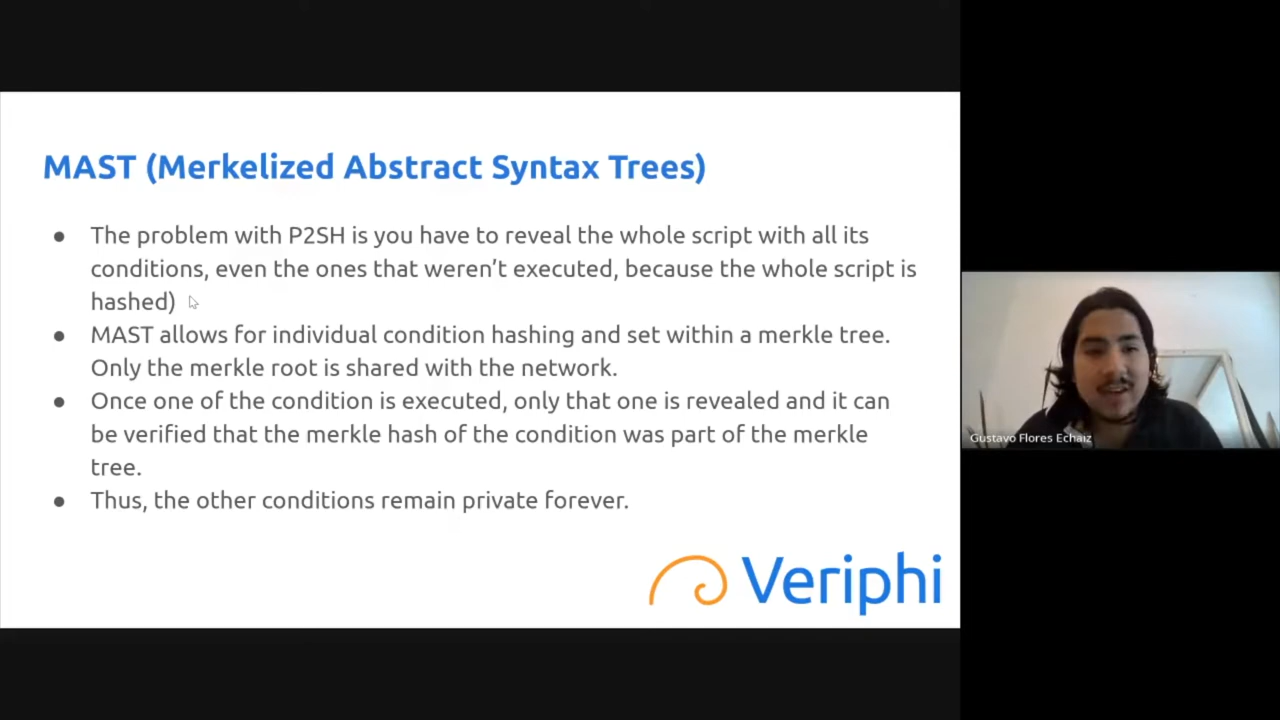 MAST (Merkelized Abstract Syntax Trees)
● The problem with P2SH is you have to reveal the whole script with all its
conditions, even the ones that weren't executed, because the whole script is
hashed)
● MAST allows for individual condition hashing and set within a merkle tree.
Only the merkle root is shared with the network.
● Once one of the condition is executed, only that one is revealed and it can
be verified that the merkle hash of the condition was part of the merkle
tree.
● Thus, the other conditions remain private forever.
Veriphi
Gustavo Flores Echaiz